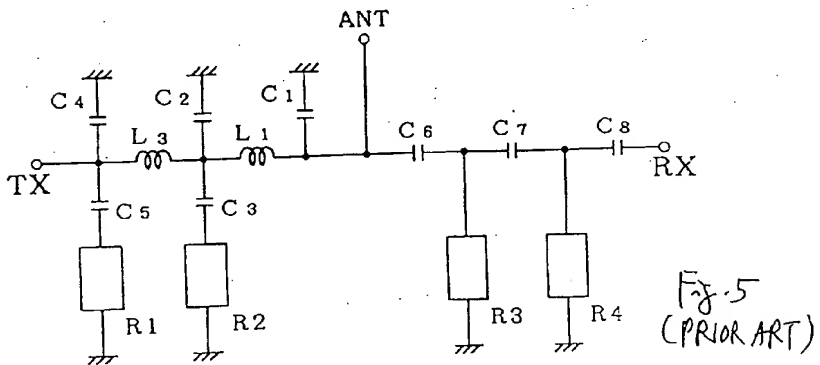 ANT
C4
C2
C1
L3
L1
C6
C7
C8
TX
RX
C5
C3
R1
R2
R3
R4
Fig. 5
(PRIOR ART)